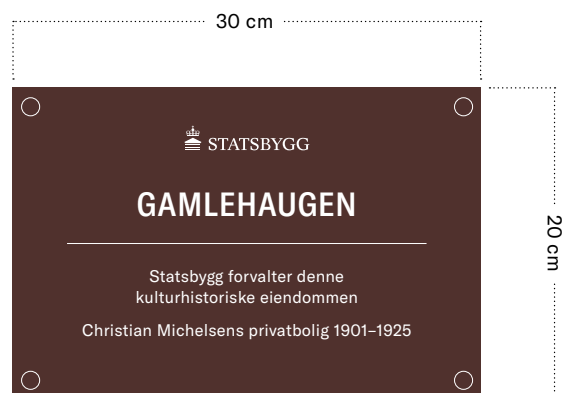 30 cm
STATSBYGG
GAMLEHAUGEN
Statsbygg forvalter denne
kulturhistoriske eiendommen
Christian Michelsens privatbolig 1901–1925
20 cm